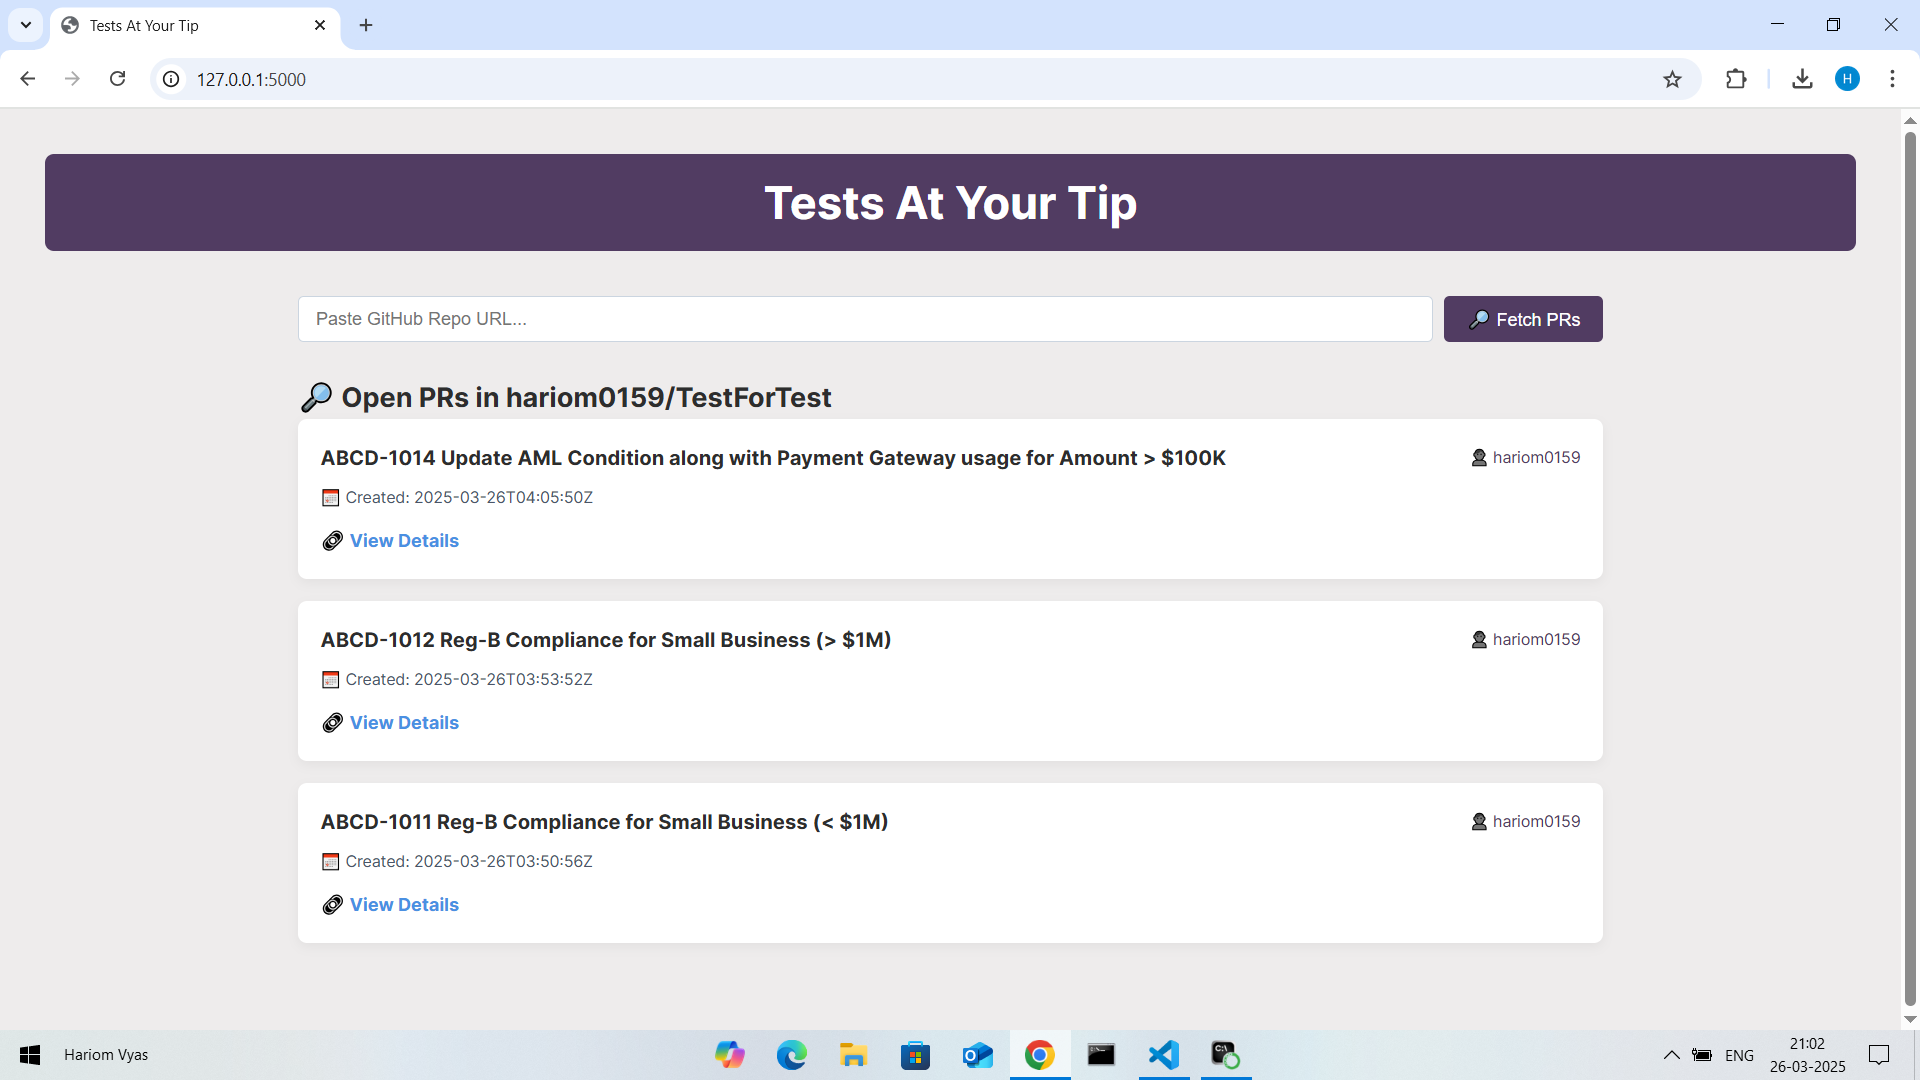 Tests At Your Tip
127.0.0.1:5000
H
Tests At Your Tip
Paste GitHub Repo URL...
Fetch PRs
Open PRs in hariom0159/TestForTest
ABCD-1014 Update AML Condition along with Payment Gateway usage for Amount > $100K
hariom0159
Created: 2025-03-26T04:05:50Z
View Details
ABCD-1012 Reg-B Compliance for Small Business (> $1M)
hariom0159
Created: 2025-03-26T03:53:52Z
View Details
ABCD-1011 Reg-B Compliance for Small Business (< $1M)
hariom0159
Created: 2025-03-26T03:50:56Z
View Details
Hariom Vyas
ENG
21:02
26-03-2025